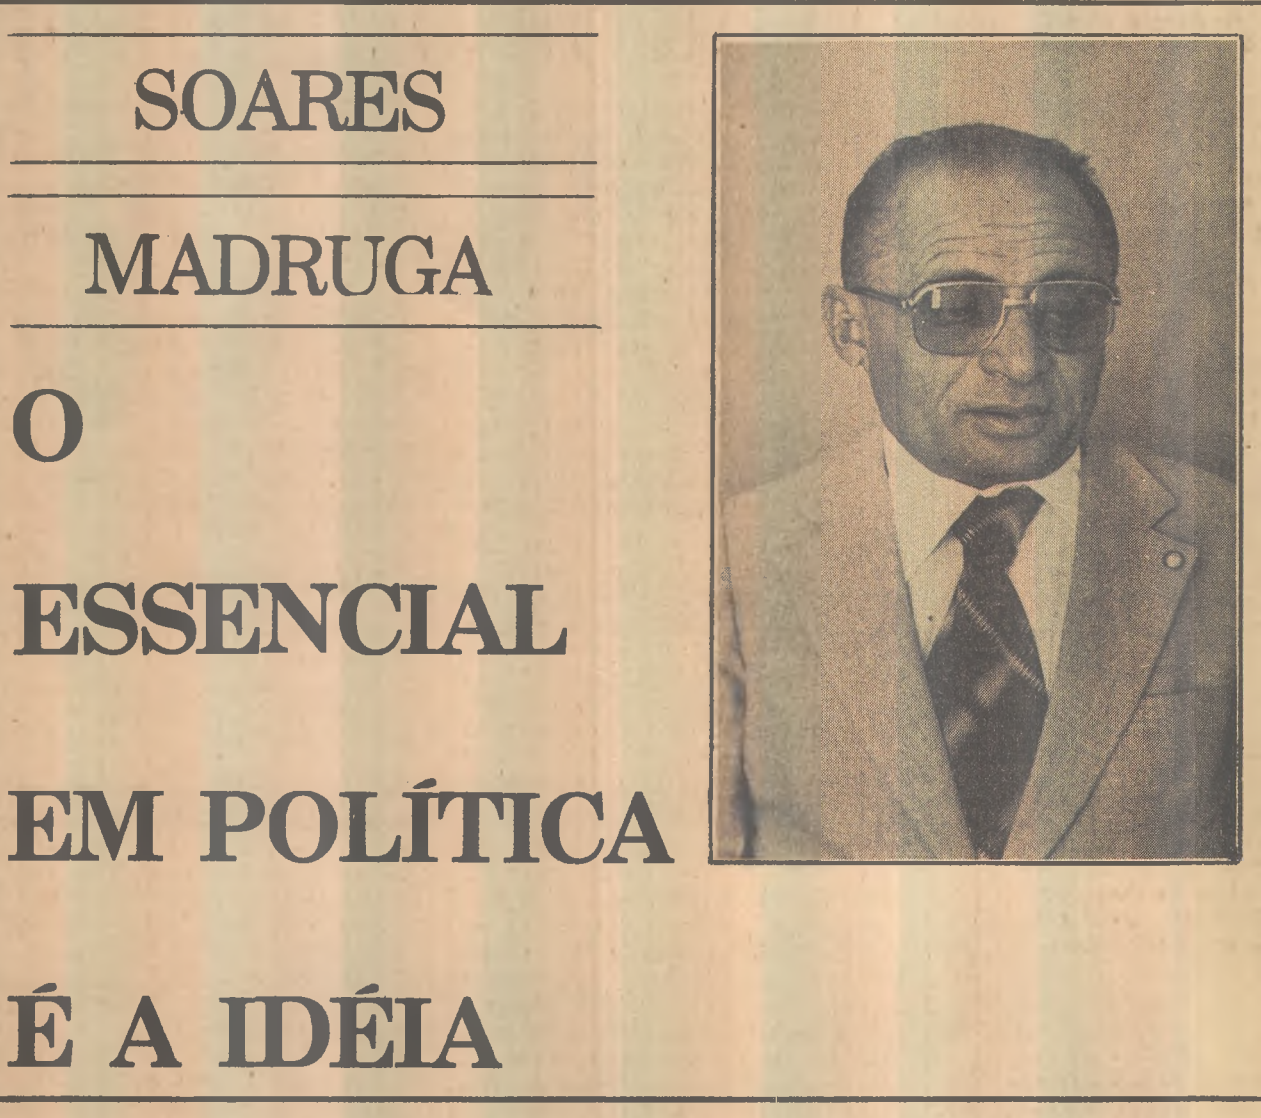 SOARES
MADRUGA
O
ESSENCIAL
EM POLÍTICA
É A IDÉIA